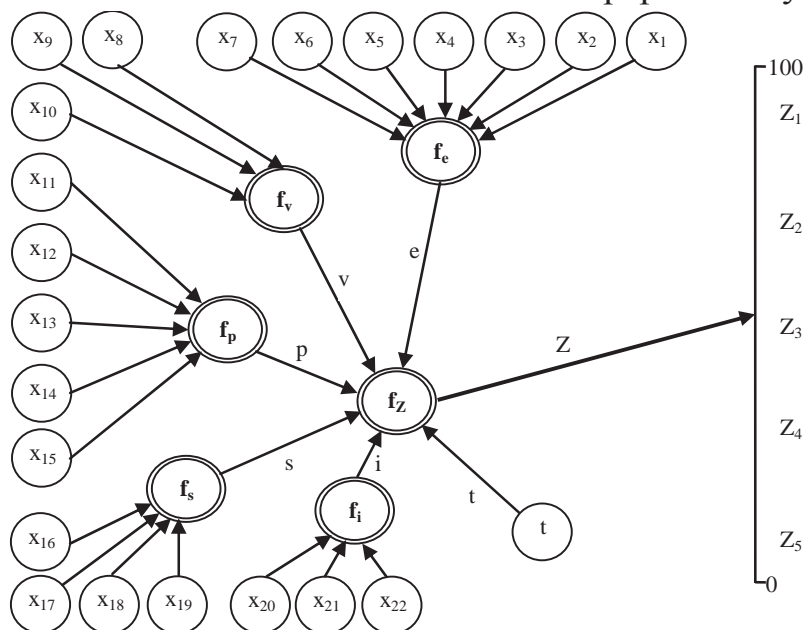 x₉ x₈ x₇ x₆ x₅ x₄ x₃ x₂ x₁
100
x₁₀ Z₁
fₑ
x₁₁
fᵥ Z₂
x₁₂ e
v
x₁₃ fₚ Z₃
p Z
x₁₄
f_Z
Z₄
x₁₅
s i
fₛ t
fᵢ t
x₁₆ Z₅
0
x₁₇ x₁₈ x₁₉ x₂₀ x₂₁ x₂₂